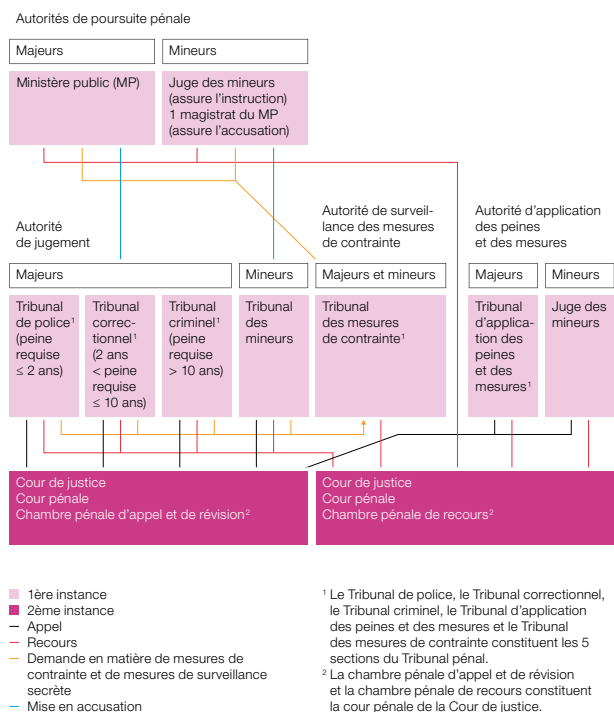 Autorités de poursuite pénale
Majeurs
Mineurs
Ministère public (MP)
Juge des mineurs
(assure l'instruction)
1 magistrat du MP
(assure l'accusation)
Autorité
de jugement
Autorité de surveil-
lance des mesures
de contrainte
Autorité d'application
des peines
et des mesures
Majeurs
Mineurs
Majeurs et mineurs
Majeurs
Mineurs
Tribunal
de police¹
(peine
requise
≤ 2 ans)
Tribunal
correc-
tionnel¹
(2 ans
< peine
requise
≤ 10 ans)
Tribunal
criminel¹
(peine
requise
> 10 ans)
Tribunal
des
mineurs
Tribunal
des mesures
de contrainte¹
Tribunal
d'applica-
tion des
peines
et des
mesures¹
Juge des
mineurs
Cour de justice
Cour pénale
Chambre pénale d'appel et de révision²
Cour de justice
Cour pénale
Chambre pénale de recours²
1ère instance
2ème instance
Appel
Recours
Demande en matière de mesures de
contrainte et de mesures de surveillance
secrète
Mise en accusation
¹ Le Tribunal de police, le Tribunal correctionnel,
le Tribunal criminel, le Tribunal d'application
des peines et des mesures et le Tribunal
des mesures de contrainte constituent les 5
sections du Tribunal pénal.
² La chambre pénale d'appel et de révision
et la chambre pénale de recours constituent
la cour pénale de la Cour de justice.